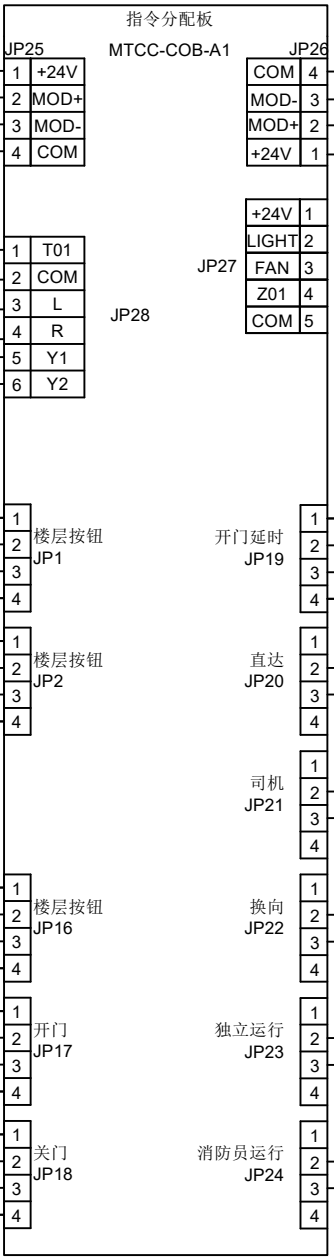 指令分配板
JP25 MTCC-COB-A1 JP26
1 +24V
2 MOD+
3 MOD-
4 COM
COM 4
MOD- 3
MOD+ 2
+24V 1
JP27
+24V 1
LIGHT 2
FAN 3
Z01 4
COM 5
JP28
1 T01
2 COM
3 L
4 R
5 Y1
6 Y2
楼层按钮
JP1
1
2
3
4
开门延时
JP19
1
2
3
4
楼层按钮
JP2
1
2
3
4
直达
JP20
1
2
3
4
司机
JP21
1
2
3
4
楼层按钮
JP16
1
2
3
4
换向
JP22
1
2
3
4
开门
JP17
1
2
3
4
独立运行
JP23
1
2
3
4
关门
JP18
1
2
3
4
消防员运行
JP24
1
2
3
4